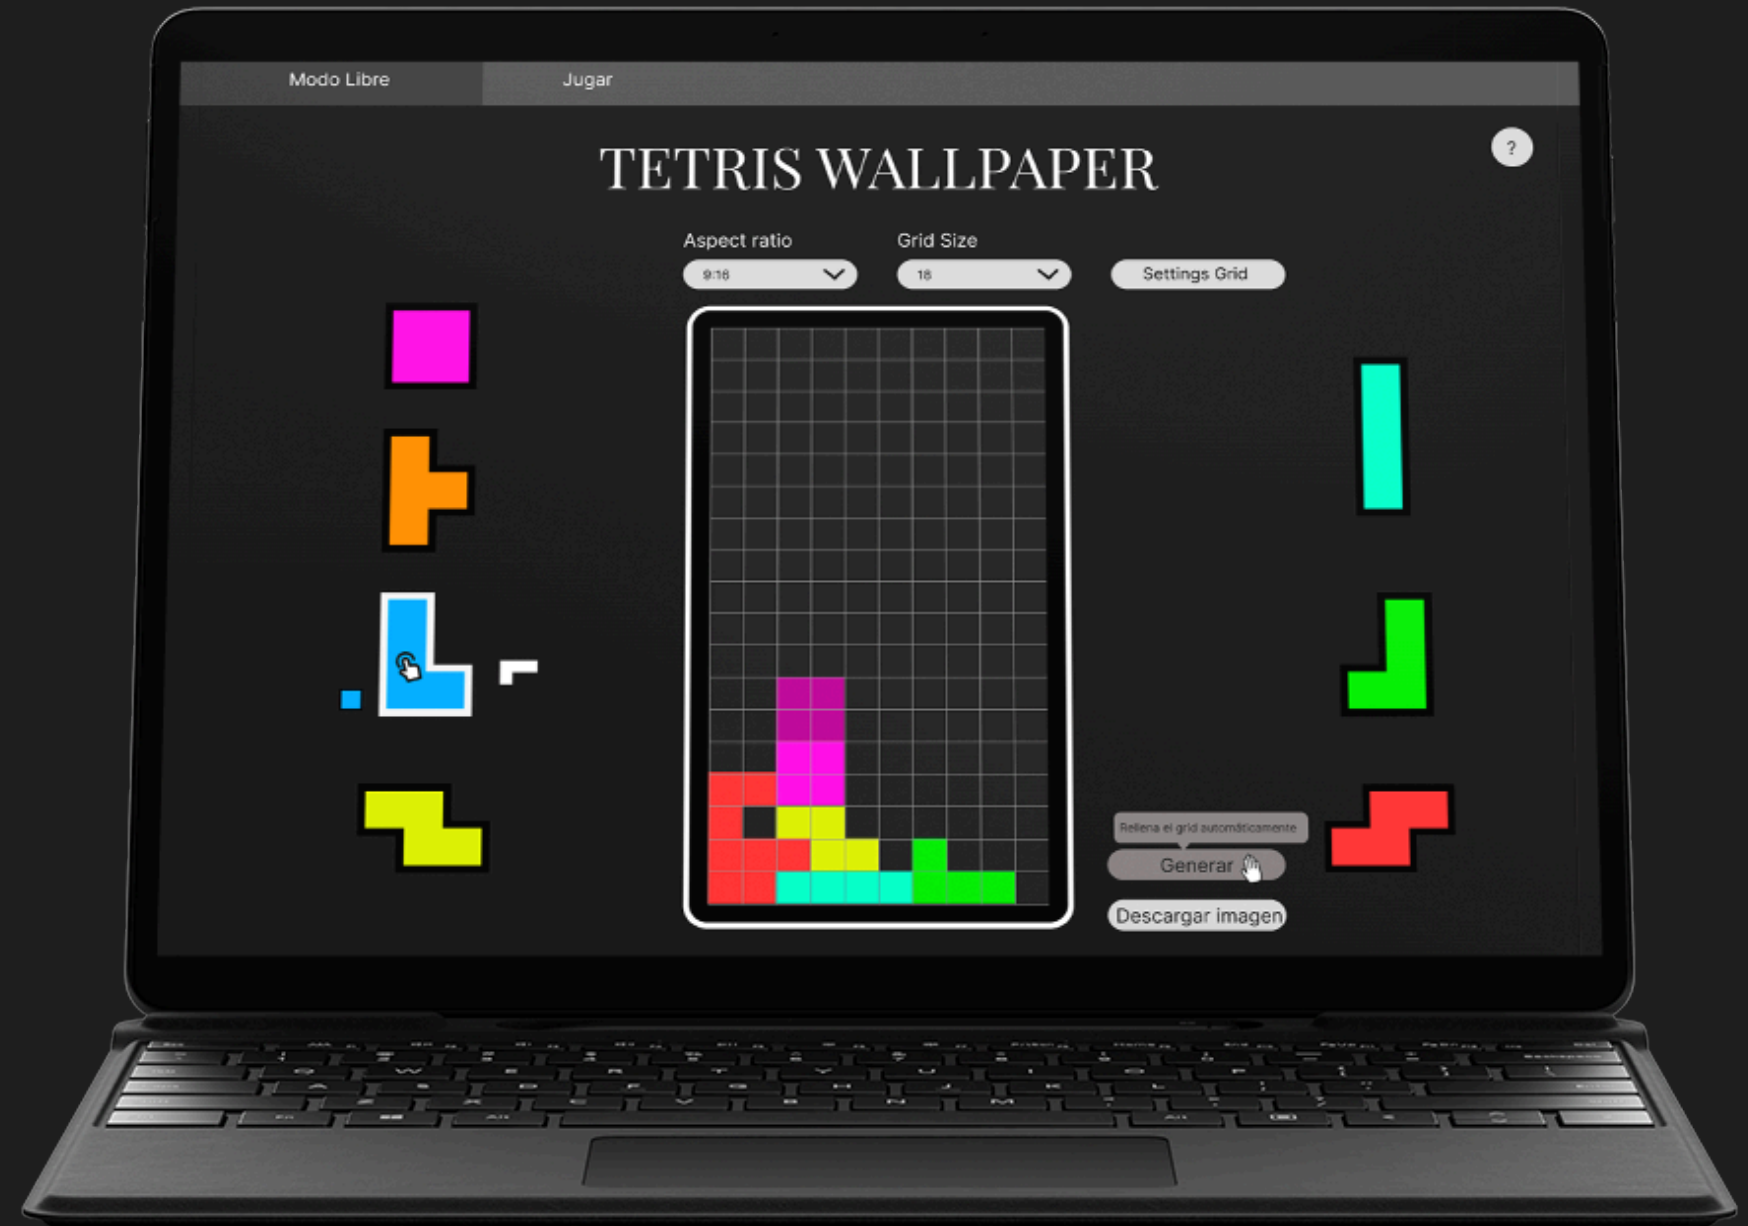 Modo Libre
Jugar
TETRIS WALLPAPER
?
Aspect ratio
Grid Size
9:16
16
Settings Grid
Rellena el grid automáticamente
Generar
Descargar imagen